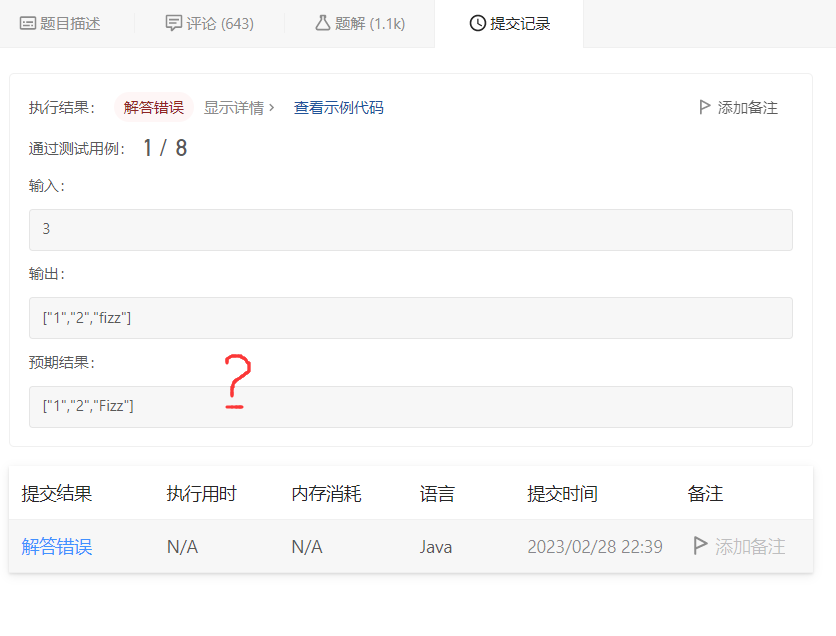 题目描述 评论 (643) 题解 (1.1k) 提交记录
执行结果： 解答错误 显示详情 › 查看示例代码 添加备注
通过测试用例： 1 / 8
输入：
3
输出：
["1","2","fizz"]
预期结果：
?
["1","2","Fizz"]
提交结果 执行用时 内存消耗 语言 提交时间 备注
解答错误 N/A N/A Java 2023/02/28 22:39 添加备注